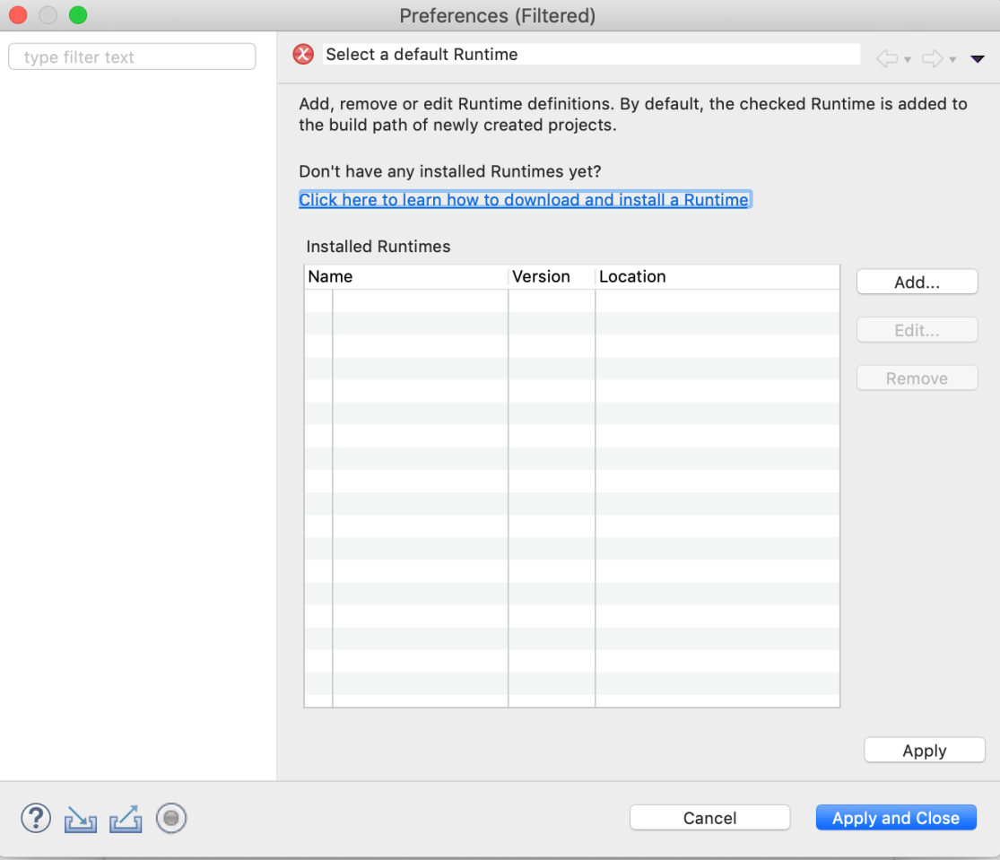 Preferences (Filtered)
type filter text
Select a default Runtime
Add, remove or edit Runtime definitions. By default, the checked Runtime is added to
the build path of newly created projects.
Don't have any installed Runtimes yet?
Click here to learn how to download and install a Runtime
Installed Runtimes
Name Version Location
Add...
Edit...
Remove
Apply
?
Cancel
Apply and Close